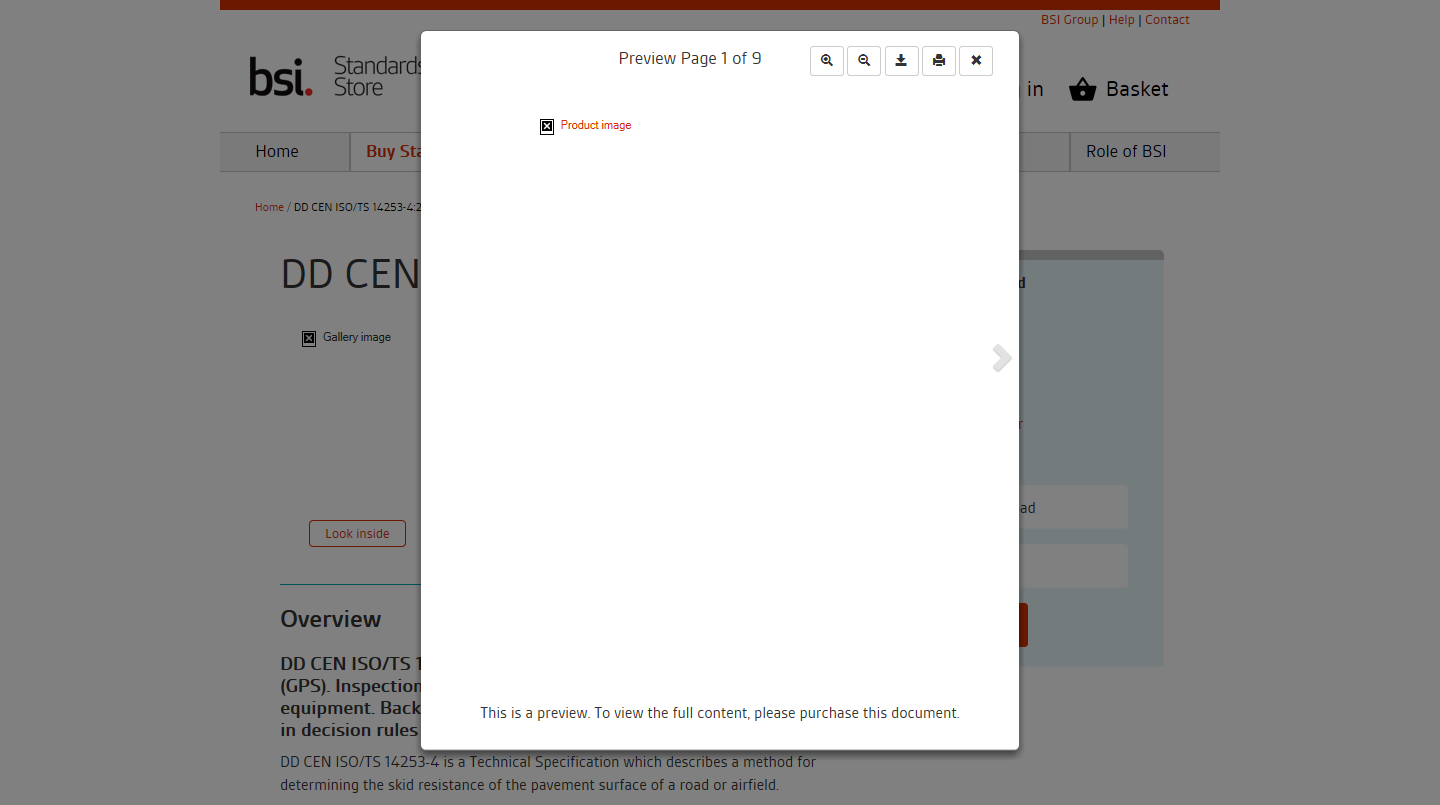 BSI Group | Help | Contact
bsi.
Standards
Store
in
Basket
Home
Buy
Role of BSI
Home / DD CEN ISO/TS 14253-4:2
DD CEN
Gallery image
Look inside
Overview
DD CEN ISO/TS 1
(GPS). Inspection
equipment. Back
in decision rules
DD CEN ISO/TS 14253-4 is a Technical Specification which describes a method for
determining the skid resistance of the pavement surface of a road or airfield.
Preview Page 1 of 9
Product image
This is a preview. To view the full content, please purchase this document.
d
r
ad